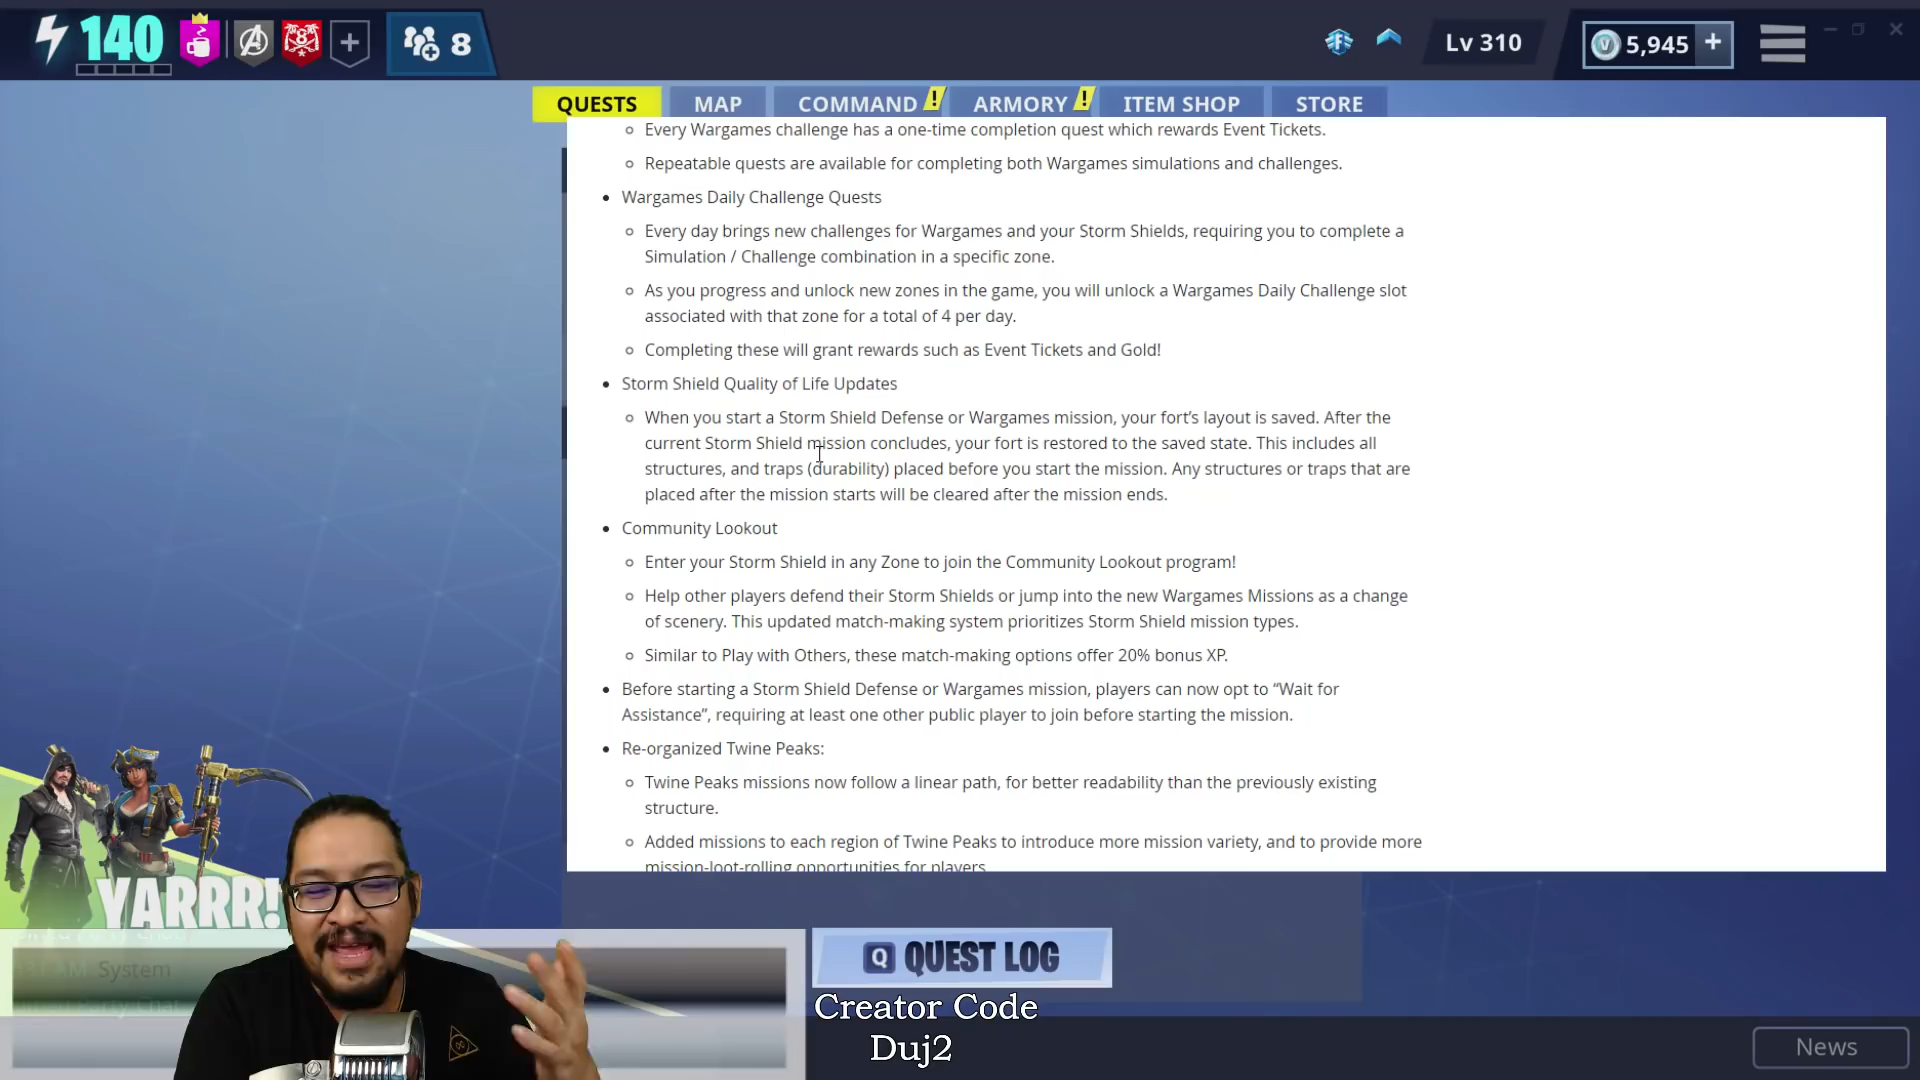 140
8
Lv 310
5,945 +
QUESTS
MAP
COMMAND !
ARMORY !
ITEM SHOP
STORE
Every Wargames challenge has a one-time completion quest which rewards Event Tickets.
Repeatable quests are available for completing both Wargames simulations and challenges.
Wargames Daily Challenge Quests
Every day brings new challenges for Wargames and your Storm Shields, requiring you to complete a
Simulation / Challenge combination in a specific zone.
As you progress and unlock new zones in the game, you will unlock a Wargames Daily Challenge slot
associated with that zone for a total of 4 per day.
Completing these will grant rewards such as Event Tickets and Gold!
Storm Shield Quality of Life Updates
When you start a Storm Shield Defense or Wargames mission, your fort’s layout is saved. After the
current Storm Shield mission concludes, your fort is restored to the saved state. This includes all
structures, and traps (durability) placed before you start the mission. Any structures or traps that are
placed after the mission starts will be cleared after the mission ends.
Community Lookout
Enter your Storm Shield in any Zone to join the Community Lookout program!
Help other players defend their Storm Shields or jump into the new Wargames Missions as a change
of scenery. This updated match-making system prioritizes Storm Shield mission types.
Similar to Play with Others, these match-making options offer 20% bonus XP.
Before starting a Storm Shield Defense or Wargames mission, players can now opt to “Wait for
Assistance”, requiring at least one other public player to join before starting the mission.
Re-organized Twine Peaks:
Twine Peaks missions now follow a linear path, for better readability than the previously existing
structure.
Added missions to each region of Twine Peaks to introduce more mission variety, and to provide more
mission-loot-rolling opportunities for players.
YARRR!
System
Party Chat
Q QUEST LOG
Creator Code
Duj2
News